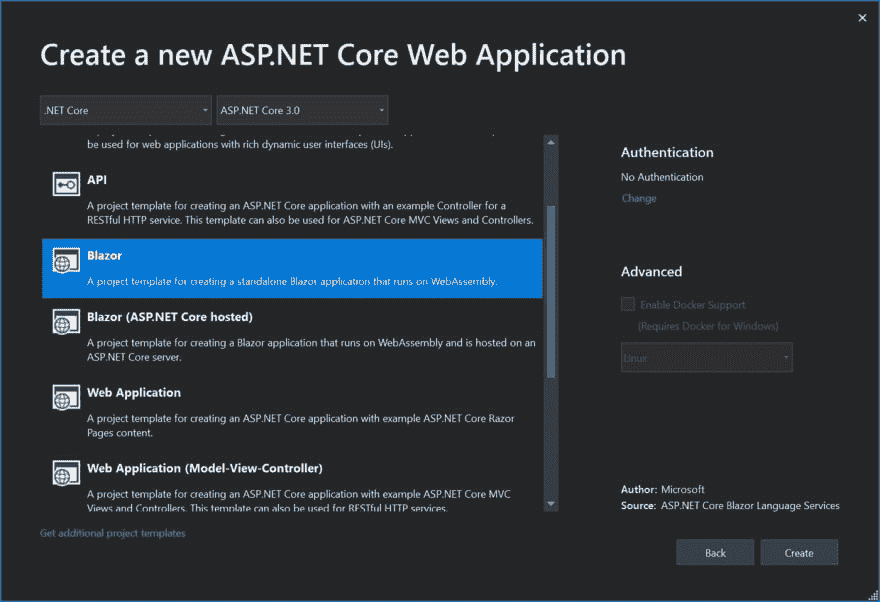 Create a new ASP.NET Core Web Application
.NET Core
ASP.NET Core 3.0
be used for web applications with rich dynamic user interfaces (UIs).
API
A project template for creating an ASP.NET Core application with an example Controller for a
RESTful HTTP service. This template can also be used for ASP.NET Core MVC Views and Controllers.
Blazor
A project template for creating a standalone Blazor application that runs on WebAssembly.
Blazor (ASP.NET Core hosted)
A project template for creating a Blazor application that runs on WebAssembly and is hosted on an
ASP.NET Core server.
Web Application
A project template for creating an ASP.NET Core application with example ASP.NET Core Razor
Pages content.
Web Application (Model-View-Controller)
A project template for creating an ASP.NET Core application with example ASP.NET Core MVC
Views and Controllers. This template can also be used for RESTful HTTP services.
Get additional project templates
Authentication
No Authentication
Change
Advanced
Enable Docker Support
(Requires Docker for Windows)
Linux
Author: Microsoft
Source: ASP.NET Core Blazor Language Services
Back
Create